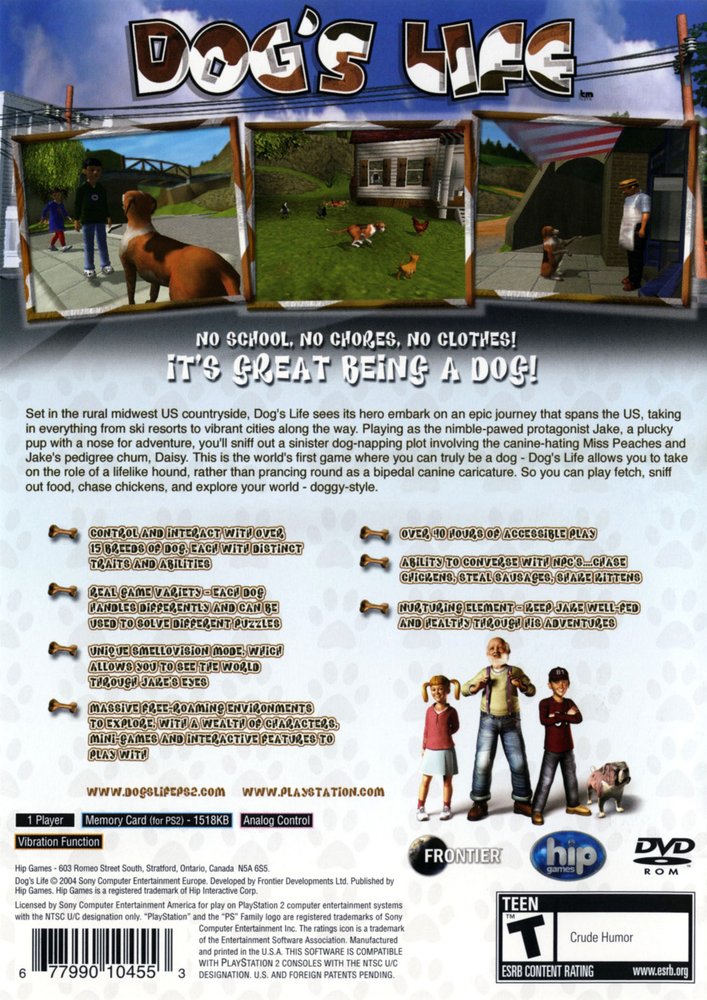 DOG'S LIFE
tm
NO SCHOOL, NO CHORES, NO CLOTHES!
IT'S GREAT BEING A DOG!
Set in the rural midwest US countryside, Dog's Life sees its hero embark on an epic journey that spans the US, taking
in everything from ski resorts to vibrant cities along the way. Playing as the nimble-pawed protagonist Jake, a plucky
pup with a nose for adventure, you'll sniff out a sinister dog-napping plot involving the canine-hating Miss Peaches and
Jake's pedigree chum, Daisy. This is the world's first game where you can truly be a dog - Dog's Life allows you to take
on the role of a lifelike hound, rather than prancing round as a bipedal canine caricature. So you can play fetch, sniff
out food, chase chickens, and explore your world - doggy-style.
CONTROL AND INTERACT WITH OVER
15 BREEDS OF DOG, EACH WITH DISTINCT
TRAITS AND ABILITIES
REAL GAME VARIETY - EACH DOG
HANDLES DIFFERENTLY AND CAN BE
USED TO SOLVE DIFFERENT PUZZLES
UNIQUE SMELLOVISION MODE, WHICH
ALLOWS YOU TO SEE THE WORLD
THROUGH JAKE'S EYES
MASSIVE FREE-ROAMING ENVIRONMENTS
TO EXPLORE, WITH A WEALTH OF CHARACTERS,
MINI-GAMES AND INTERACTIVE FEATURES TO
PLAY WITH
OVER 40 HOURS OF ACCESSIBLE PLAY
ABILITY TO CONVERSE WITH NPC'S....CHASE
CHICKENS, STEAL SAUSAGES, SHAKE KITTENS
NURTURING ELEMENT - KEEP JAKE WELL-FED
AND HEALTHY THROUGH HIS ADVENTURES
WWW.DOGSLIFEPS2.COM WWW.PLAYSTATION.COM
1 Player Memory Card (for PS2) - 1518KB Analog Control
Vibration Function
FRONTIER
hip
games
DVD
ROM
Hip Games - 603 Romeo Street South, Stratford, Ontario, Canada N5A 6S5.
Dog's Life © 2004 Sony Computer Entertainment Europe. Developed by Frontier Developments Ltd. Published by
Hip Games. Hip Games is a registered trademark of Hip Interactive Corp.
Licensed by Sony Computer Entertainment America for play on PlayStation 2 computer entertainment systems
with the NTSC U/C designation only. "PlayStation" and the "PS" Family logo are registered trademarks of Sony
Computer Entertainment Inc. The ratings icon is a trademark
of the Entertainment Software Association. Manufactured
and printed in the U.S.A. THIS SOFTWARE IS COMPATIBLE
WITH PLAYSTATION 2 CONSOLES WITH THE NTSC U/C
DESIGNATION. U.S. AND FOREIGN PATENTS PENDING.
6 77990 10455 3
TEEN
T
TM
Crude Humor
ESRB CONTENT RATING www.esrb.org